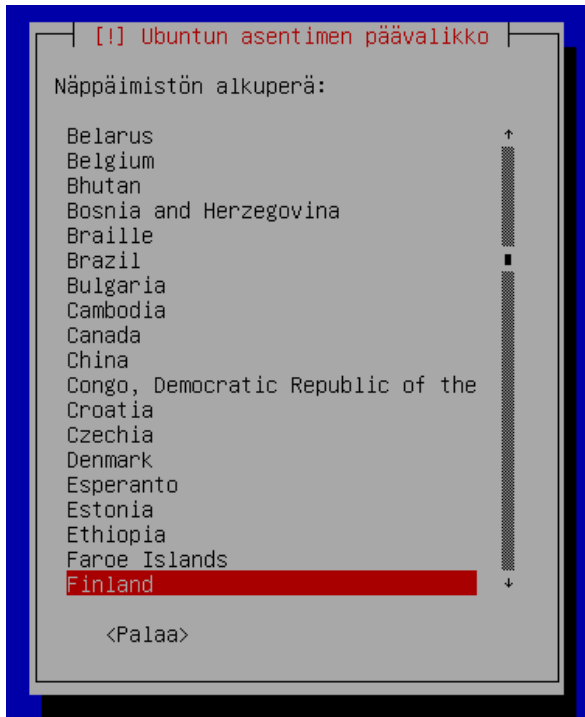 [!] Ubuntun asentimen päävalikko
Näppäimistön alkuperä:
Belarus
Belgium
Bhutan
Bosnia and Herzegovina
Braille
Brazil
Bulgaria
Cambodia
Canada
China
Congo, Democratic Republic of the
Croatia
Czechia
Denmark
Esperanto
Estonia
Ethiopia
Faroe Islands
Finland
<Palaa>